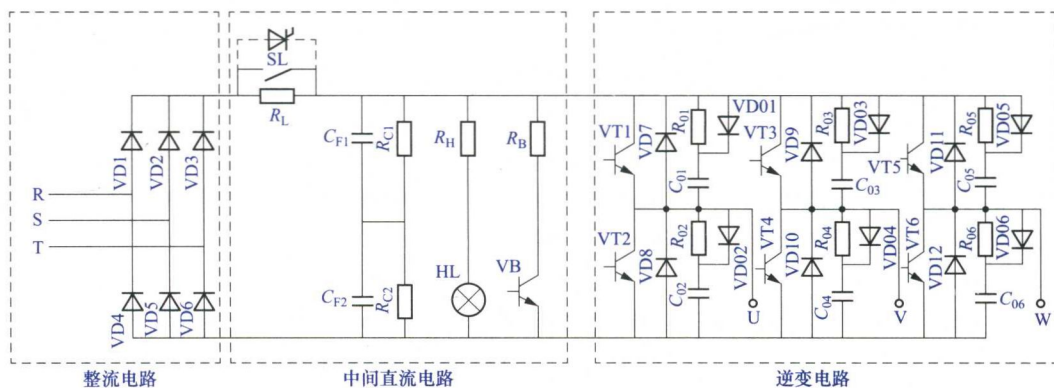 SL
R_L
VD1
VD2
VD3
R
S
T
VD4
VD5
VD6
整流电路
C_F1
R_C1
R_H
R_B
C_F2
R_C2
HL
VB
中间直流电路
VT1
VD7
R_01
VD01
C_01
VT2
VD8
R_02
VD02
C_02
U
VT3
VD9
R_03
VD03
C_03
VT4
VD10
R_04
VD04
C_04
V
VT5
VD11
R_05
VD05
C_05
VT6
VD12
R_06
VD06
C_06
W
逆变电路